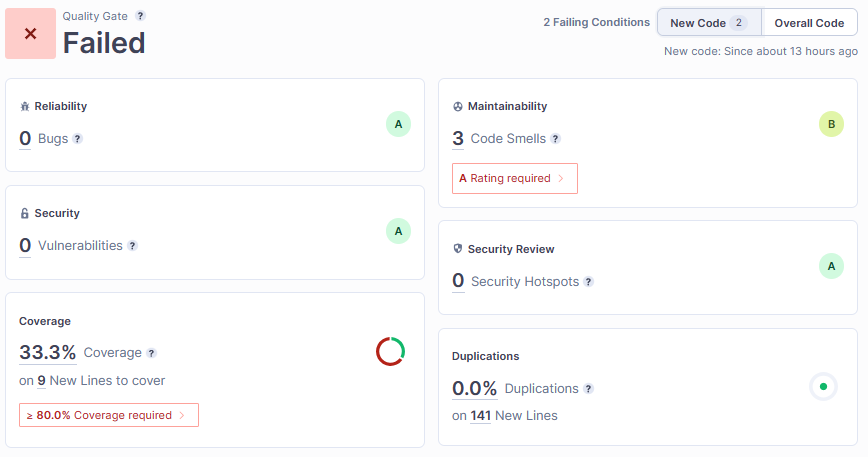 Quality Gate ?
Failed
2 Failing Conditions
New Code 2
Overall Code
New code: Since about 13 hours ago
Reliability
0 Bugs ?
A
Maintainability
3 Code Smells ?
B
A Rating required >
Security
0 Vulnerabilities ?
A
Security Review
0 Security Hotspots ?
A
Coverage
33.3% Coverage ?
on 9 New Lines to cover
≥ 80.0% Coverage required >
Duplications
0.0% Duplications ?
on 141 New Lines